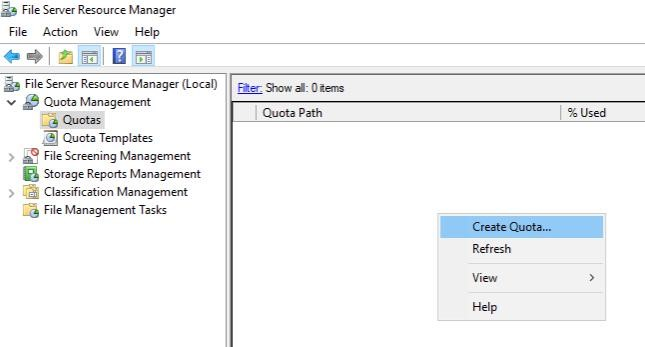 File Server Resource Manager
File Action View Help
File Server Resource Manager (Local)
Quota Management
Quotas
Quota Templates
File Screening Management
Storage Reports Management
Classification Management
File Management Tasks
Filter: Show all: 0 items
Quota Path % Used
Create Quota...
Refresh
View
Help